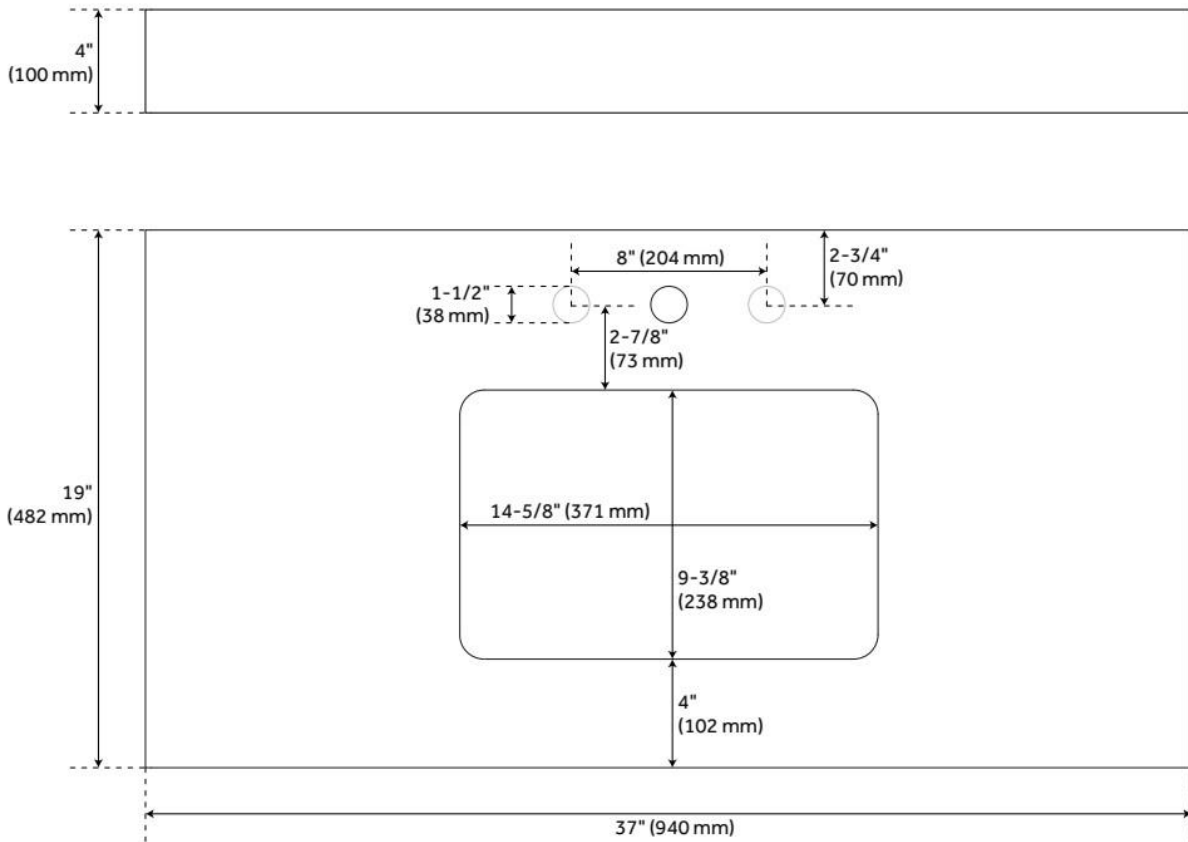 4"
(100 mm)
8" (204 mm)
2-3/4"
(70 mm)
1-1/2"
(38 mm)
2-7/8"
(73 mm)
19"
(482 mm)
14-5/8" (371 mm)
9-3/8"
(238 mm)
4"
(102 mm)
37" (940 mm)